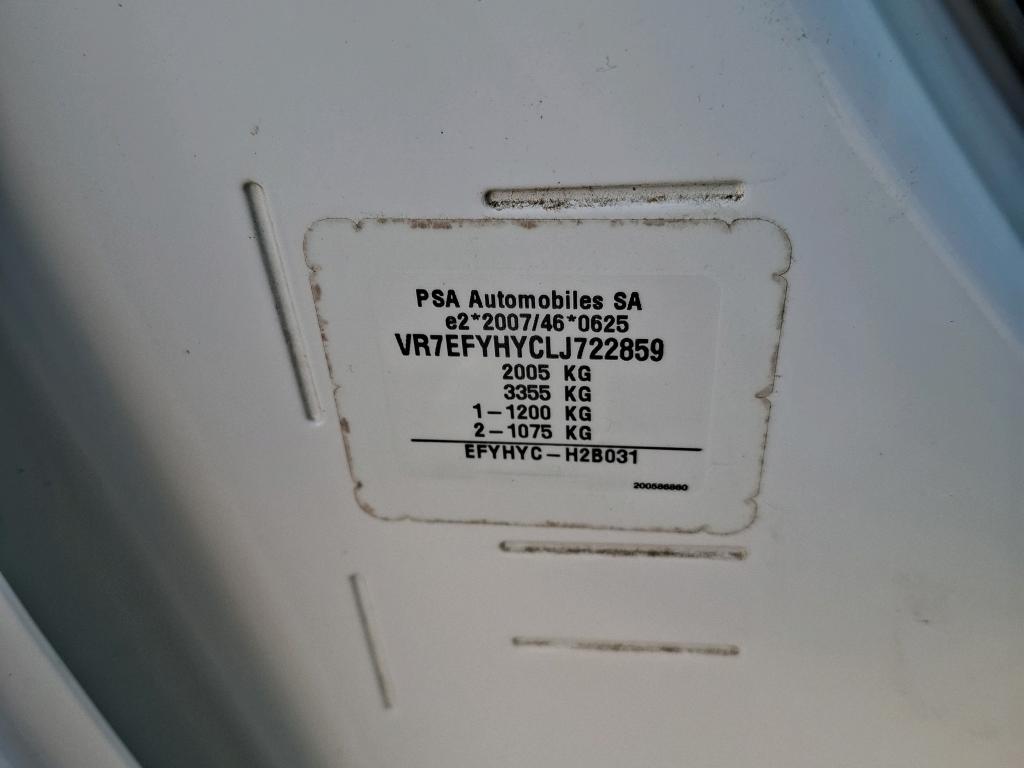 PSA Automobiles SA
e2*2007/46*0625
VR7EFYHYCLJ722859
2005 KG
3355 KG
1-1200 KG
2-1075 KG
EFYHYC-H2B031
200586860